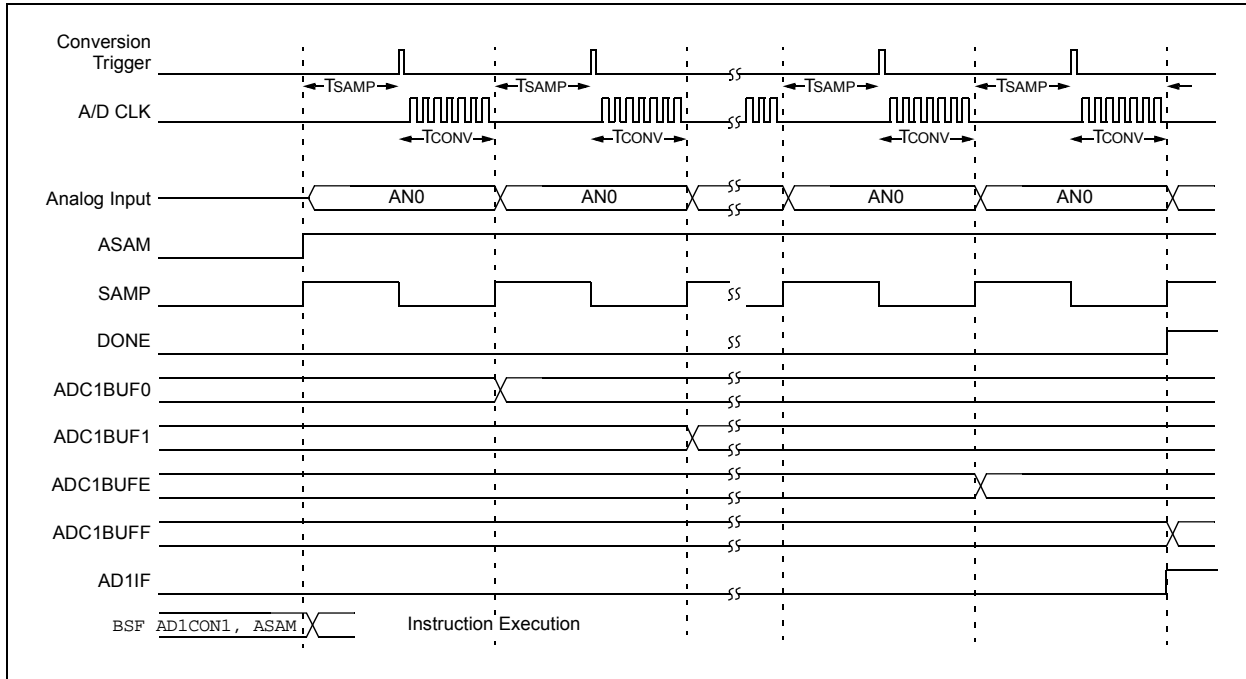 Conversion
Trigger
TSAMP TSAMP TSAMP TSAMP
A/D CLK
TCONV TCONV TCONV TCONV
Analog Input AN0 AN0 AN0 AN0
ASAM
SAMP
DONE
ADC1BUF0
ADC1BUF1
ADC1BUFE
ADC1BUFF
AD1IF
BSF AD1CON1, ASAM Instruction Execution